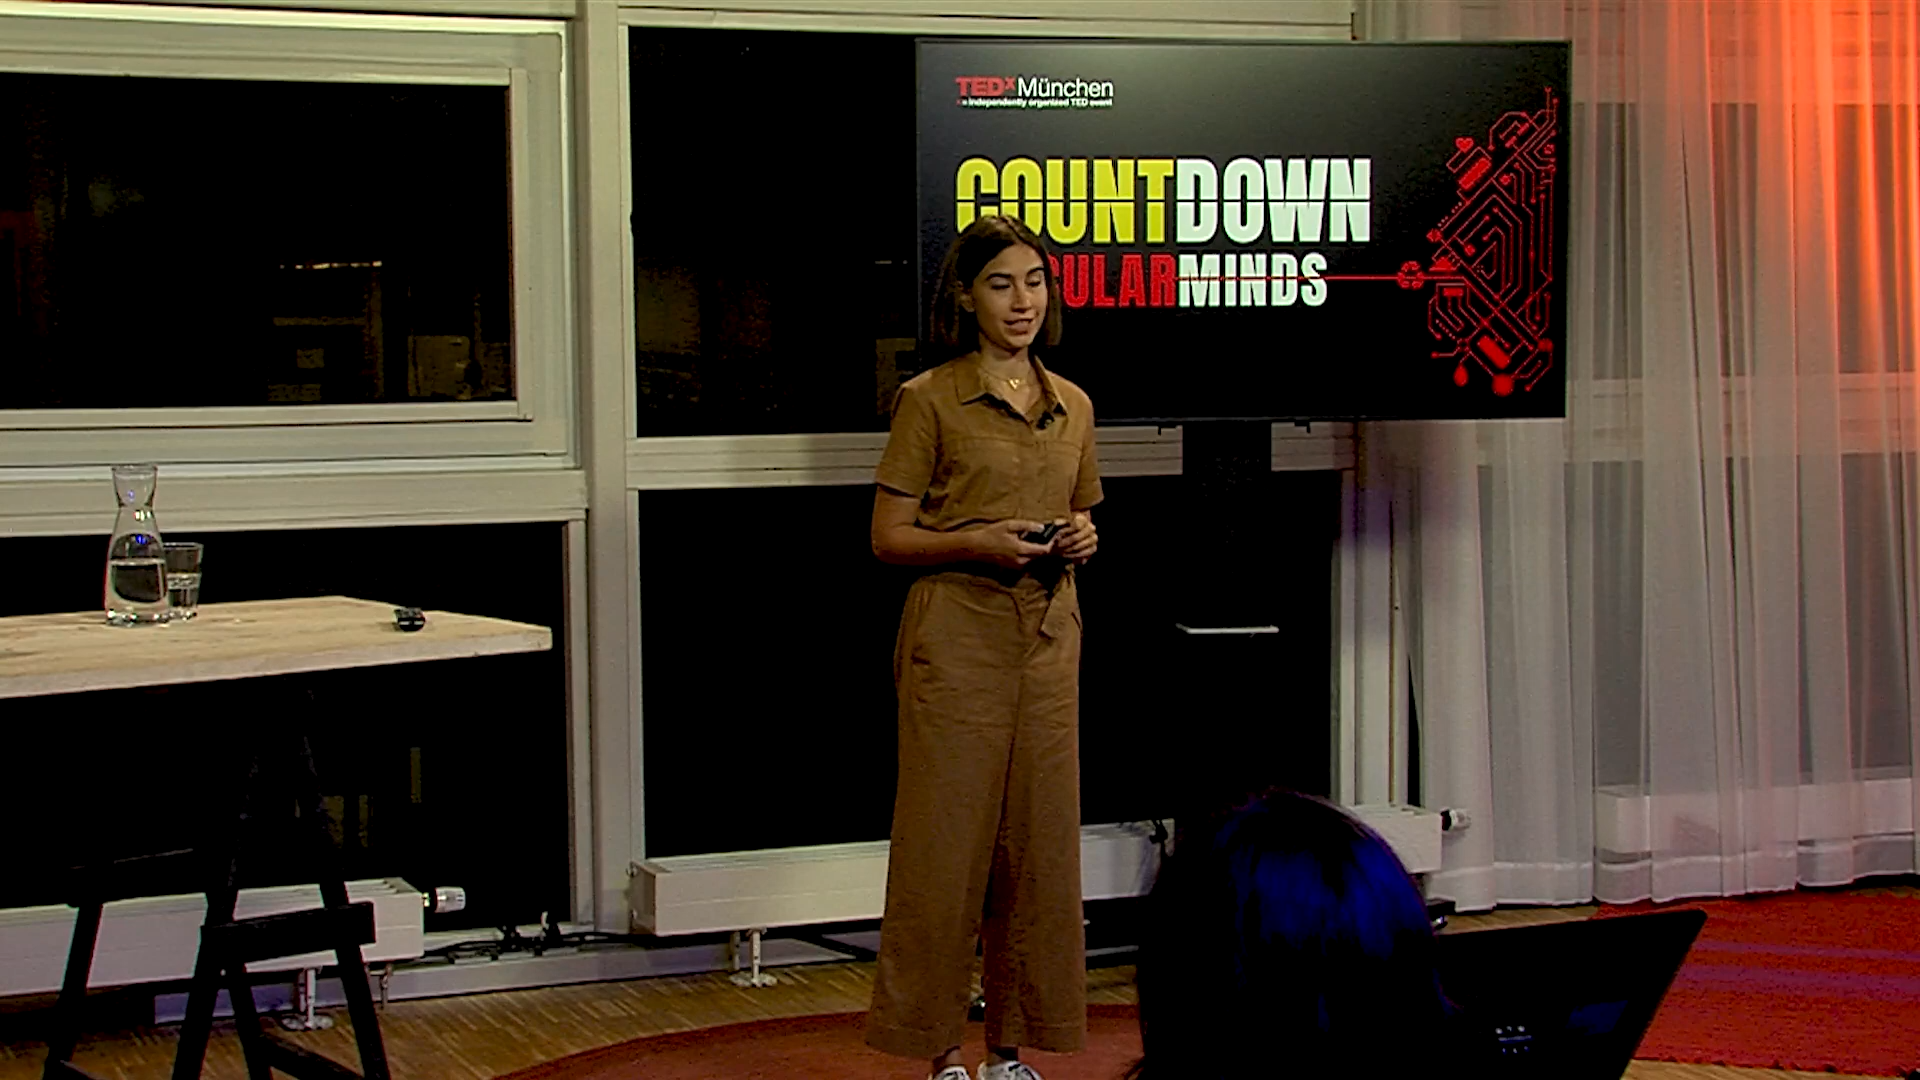 TEDxMünchen
x = independently organized TED event
COUNTDOWN
CULARMINDS